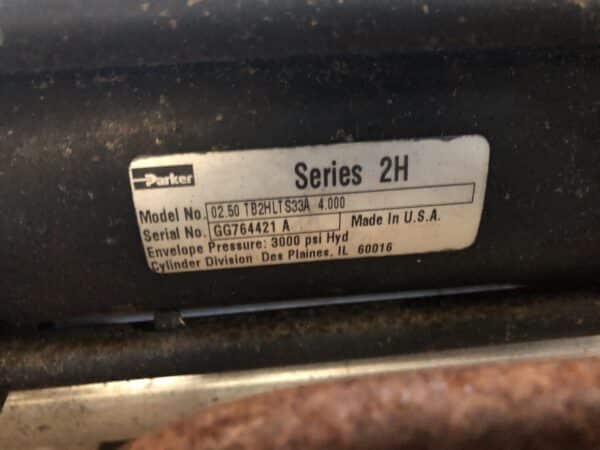 Parker
Series 2H
Model No. 02.50 TB2HLTS33A 4.000
Serial No. GG764421 A Made In U.S.A.
Envelope Pressure: 3000 psi Hyd
Cylinder Division Des Plaines, IL 60016